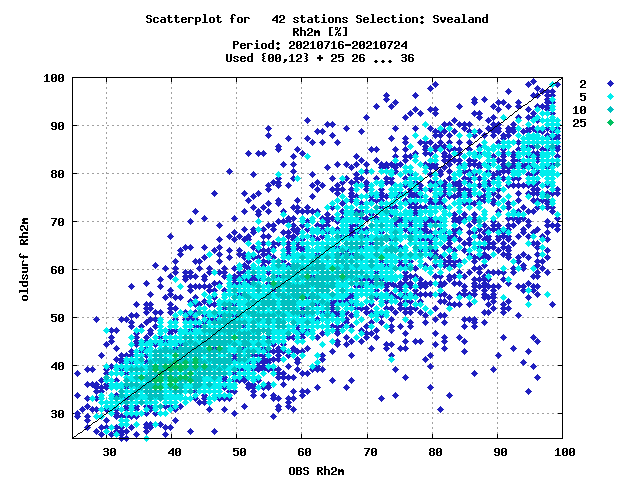 Scatterplot for   42 stations Selection: Svealand
Rh2m [%]
Period: 20210716-20210724
Used {00,12} + 25 26 ... 36
100
90
80
70
60
50
40
30
oldsurf Rh2m
2
5
10
25
30 40 50 60 70 80 90 100
OBS Rh2m